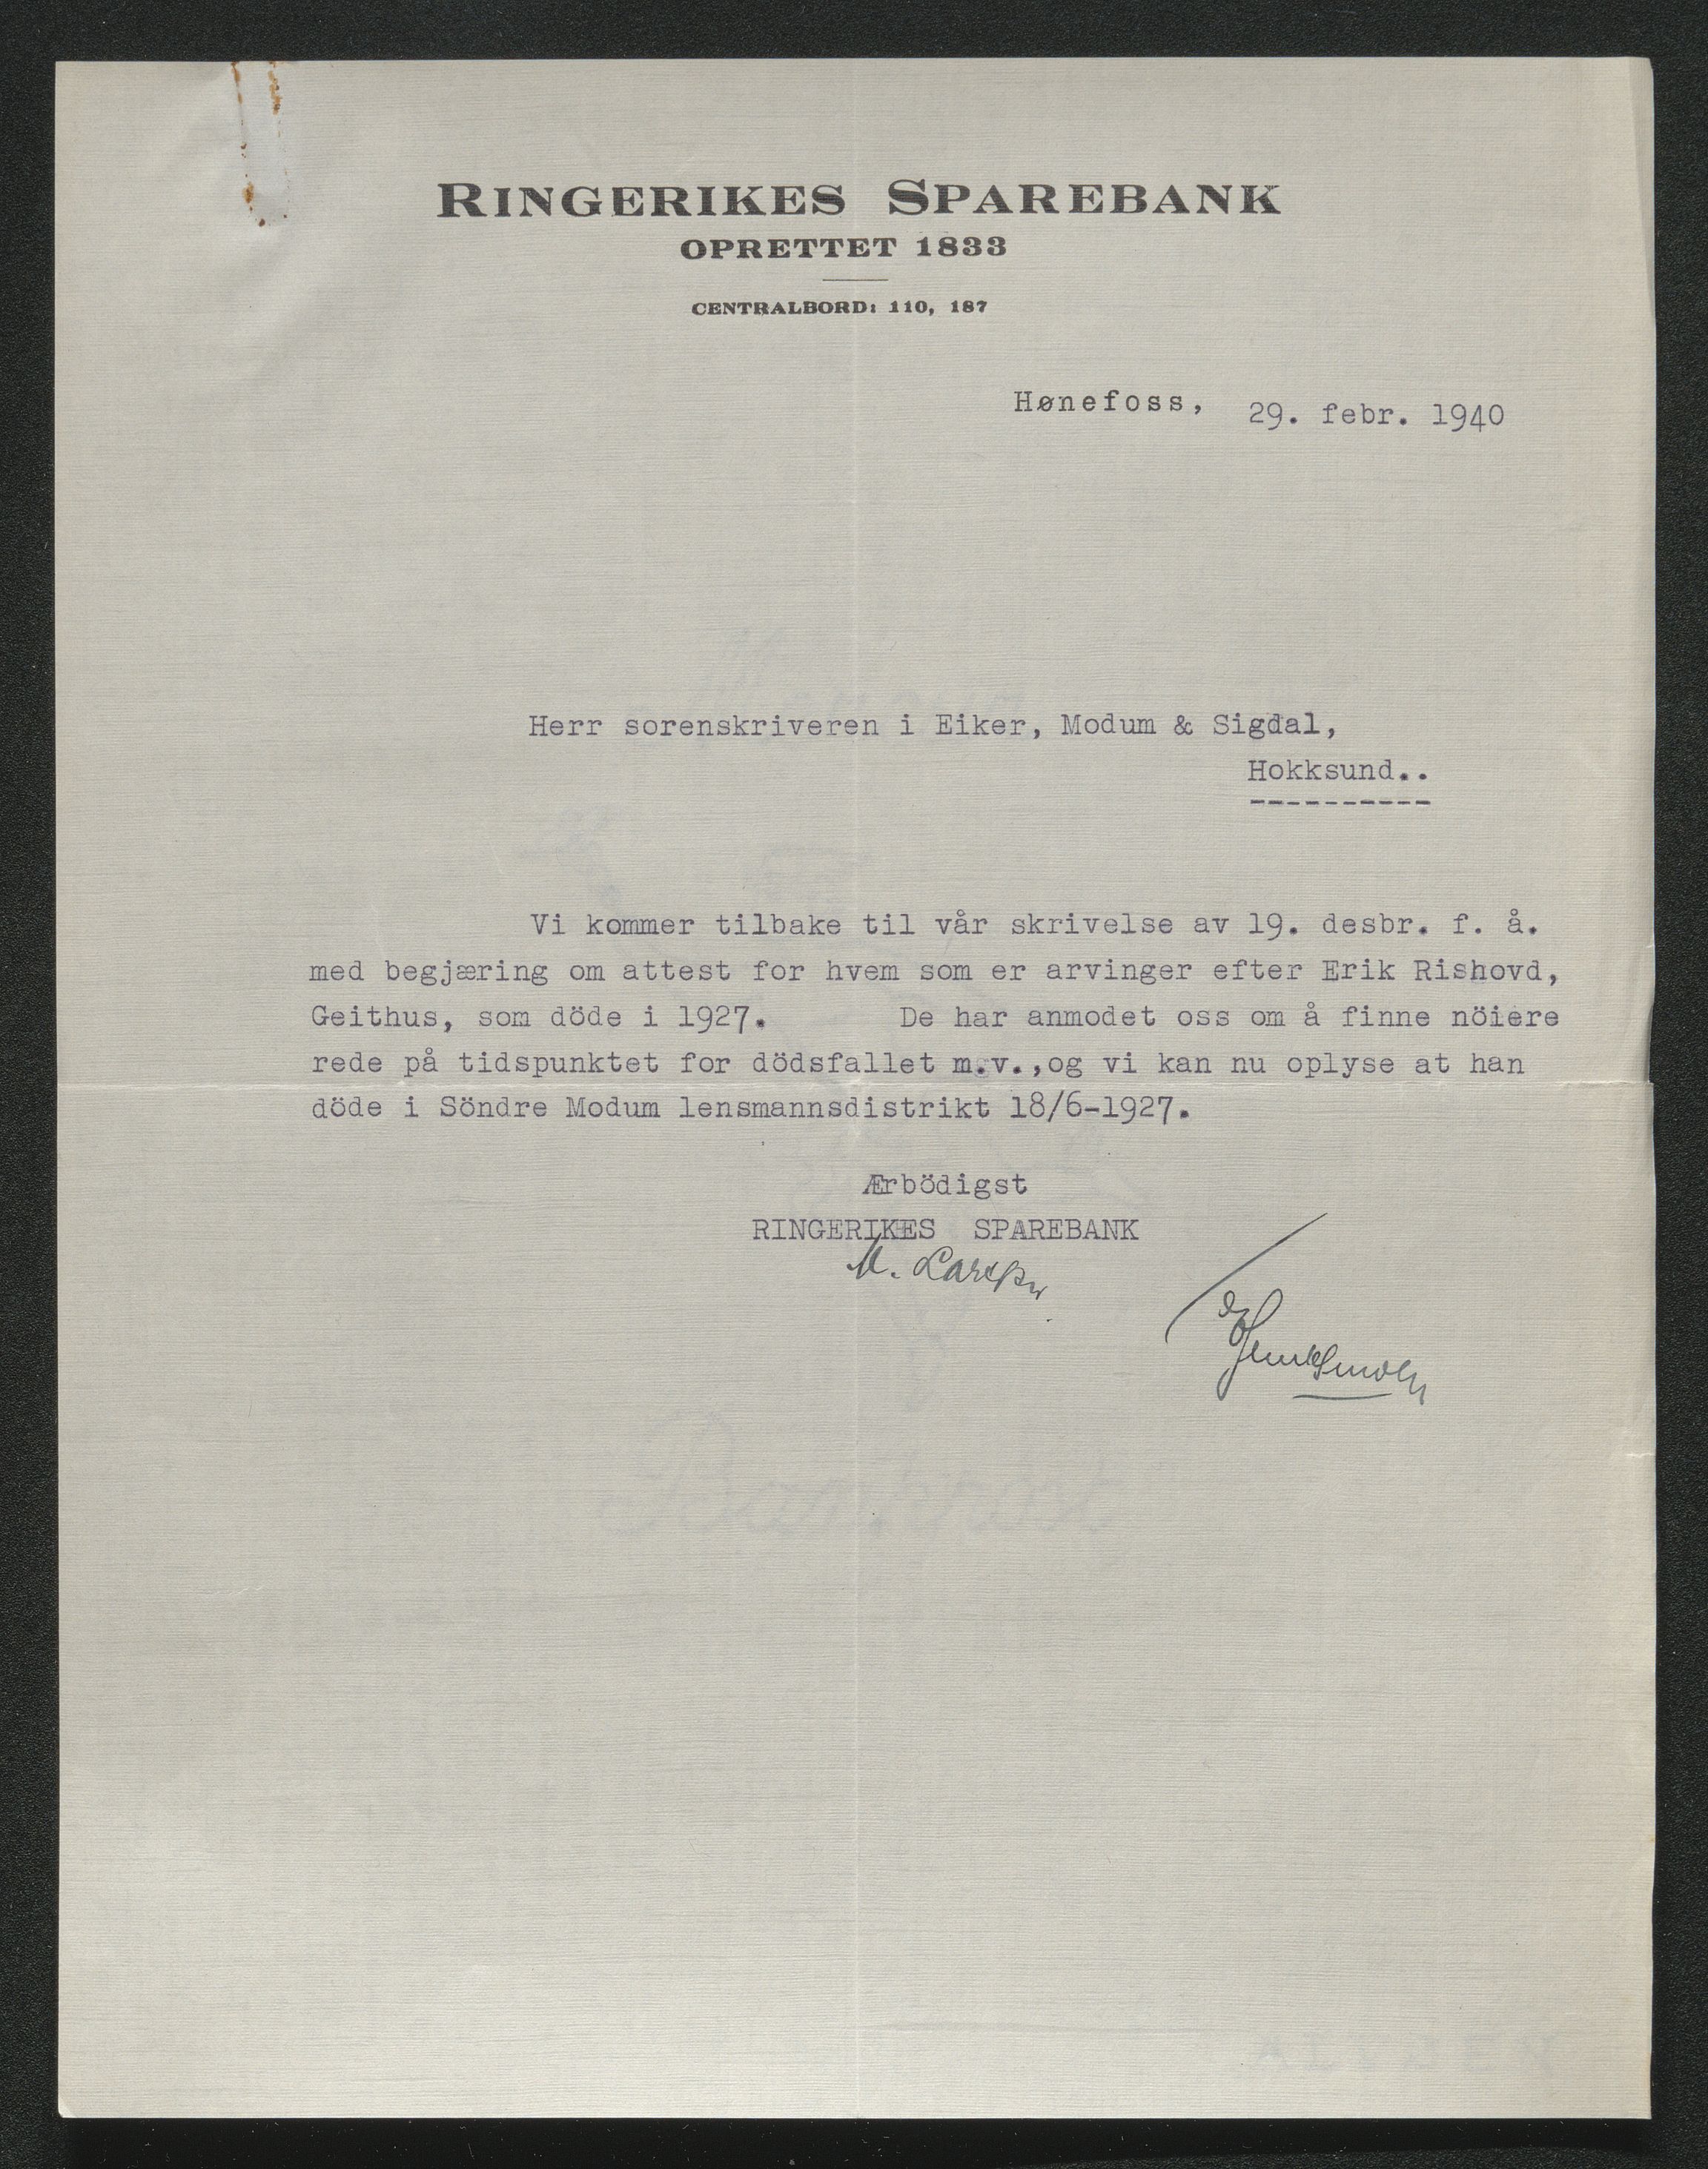 RINGERIKES SPAREBANK
OPRETTET 1833
CENTRALBORD: 110, 187
Hønefoss, 29. febr. 1940
Herr sorenskriveren i Eiker, Modum & Sigdal,
Hokksund..
----------
Vi kommer tilbake til vår skrivelse av 19. desbr. f. å.
med begjæring om attest for hvem som er arvinger efter Erik Rishovd,
Geithus, som döde i 1927. De har anmodet oss om å finne nöiere
rede på tidspunktet for dödsfallet m.v.,og vi kan nu oplyse at han
döde i Söndre Modum lensmannsdistrikt 18/6-1927.
Ærbödigst
RINGERIKES SPAREBANK